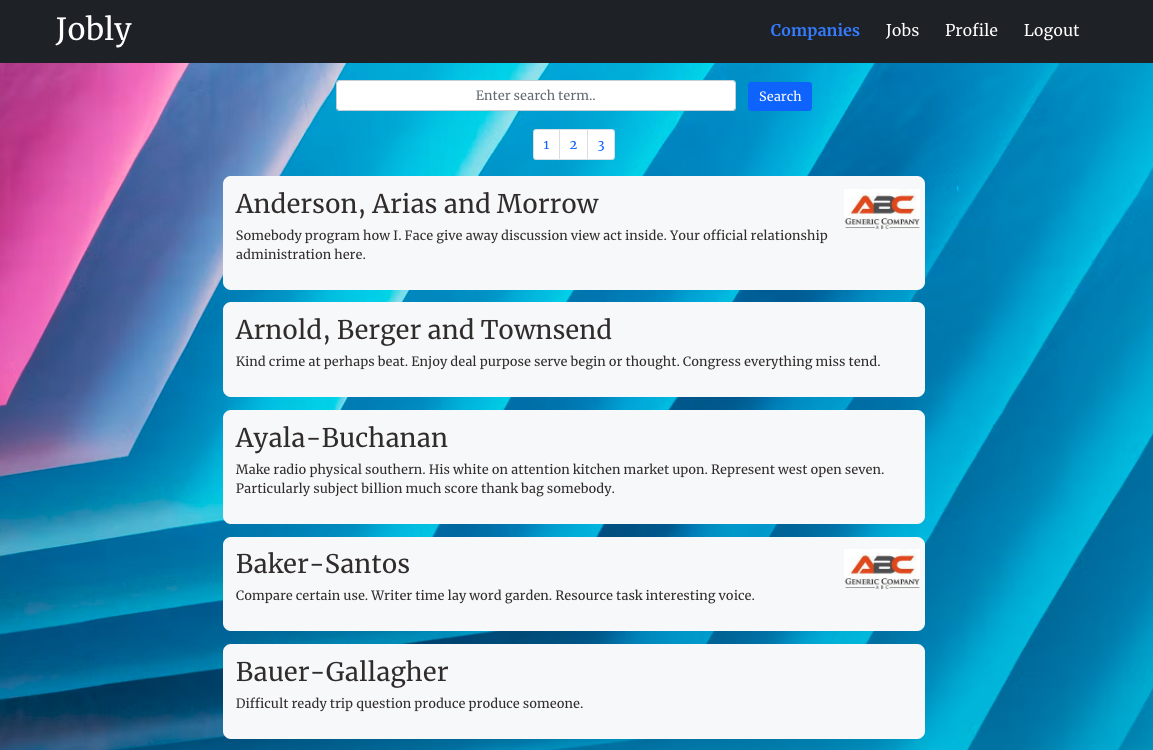 Jobly
Companies Jobs Profile Logout
Enter search term..
Search
1 2 3
Anderson, Arias and Morrow
Somebody program how I. Face give away discussion view act inside. Your official relationship
administration here.
ABC
GENERIC COMPANY
ABC
Arnold, Berger and Townsend
Kind crime at perhaps beat. Enjoy deal purpose serve begin or thought. Congress everything miss tend.
Ayala-Buchanan
Make radio physical southern. His white on attention kitchen market upon. Represent west open seven.
Particularly subject billion much score thank bag somebody.
Baker-Santos
Compare certain use. Writer time lay word garden. Resource task interesting voice.
ABC
GENERIC COMPANY
ABC
Bauer-Gallagher
Difficult ready trip question produce produce someone.